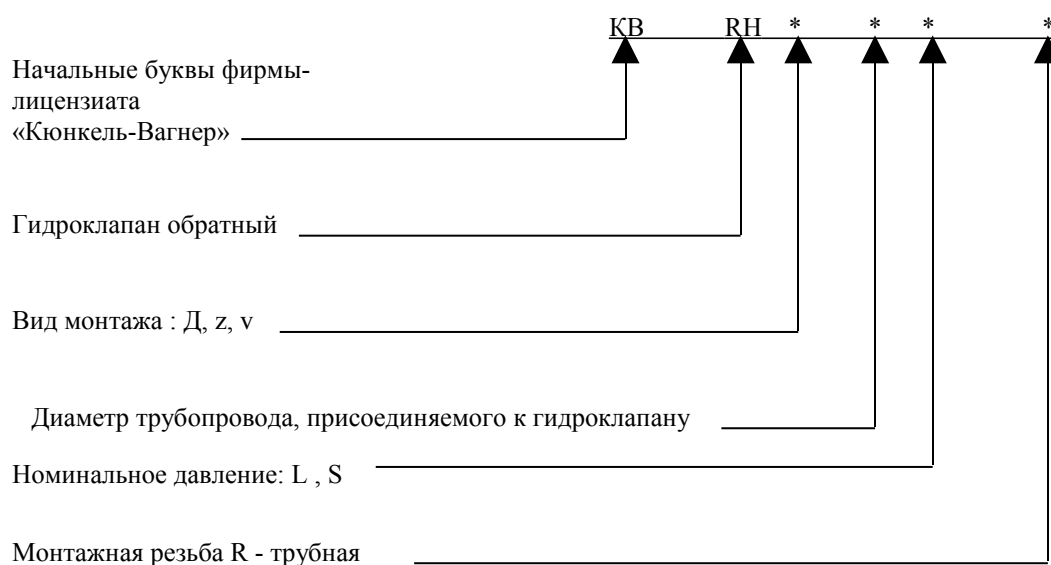 КВ RH * * * *
Начальные буквы фирмы-
лицензиата
«Кюнкель-Вагнер»
Гидроклапан обратный
Вид монтажа : Д, z, v
Диаметр трубопровода, присоединяемого к гидроклапану
Номинальное давление: L , S
Монтажная резьба R - трубная